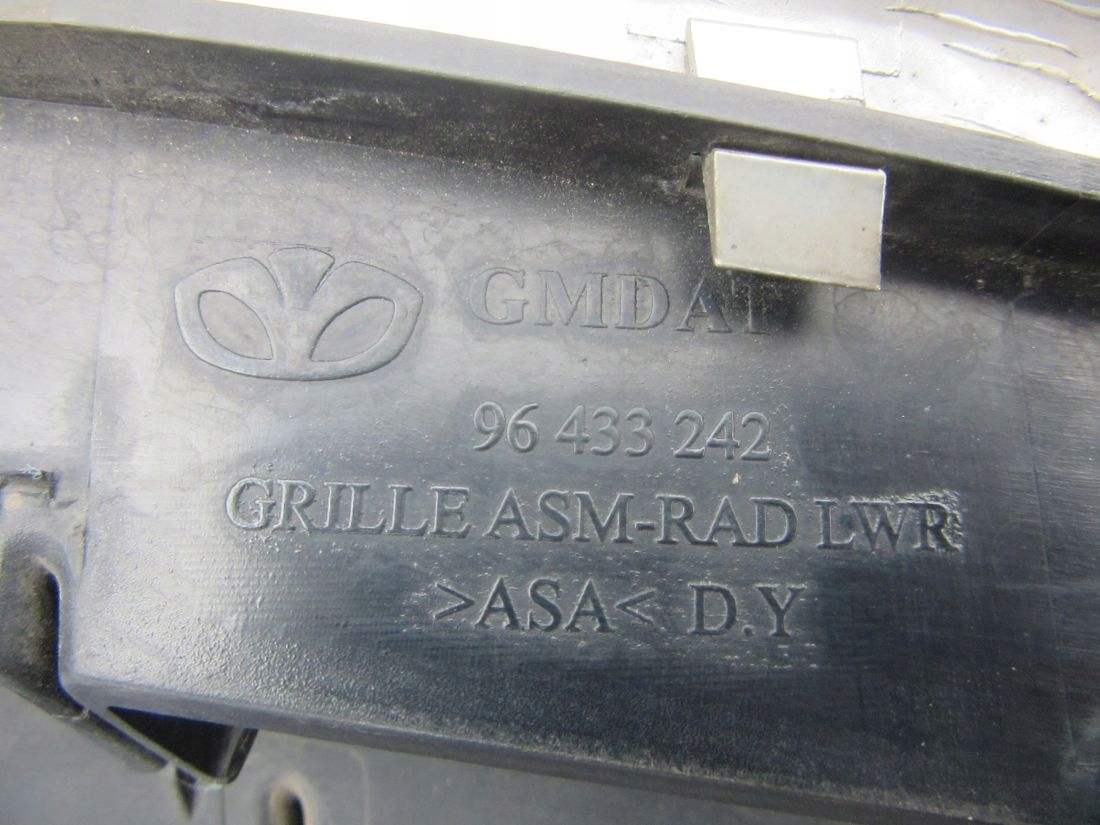 GMDAT
96 433 242
GRILLE ASM-RAD LWR
>ASA< D.Y